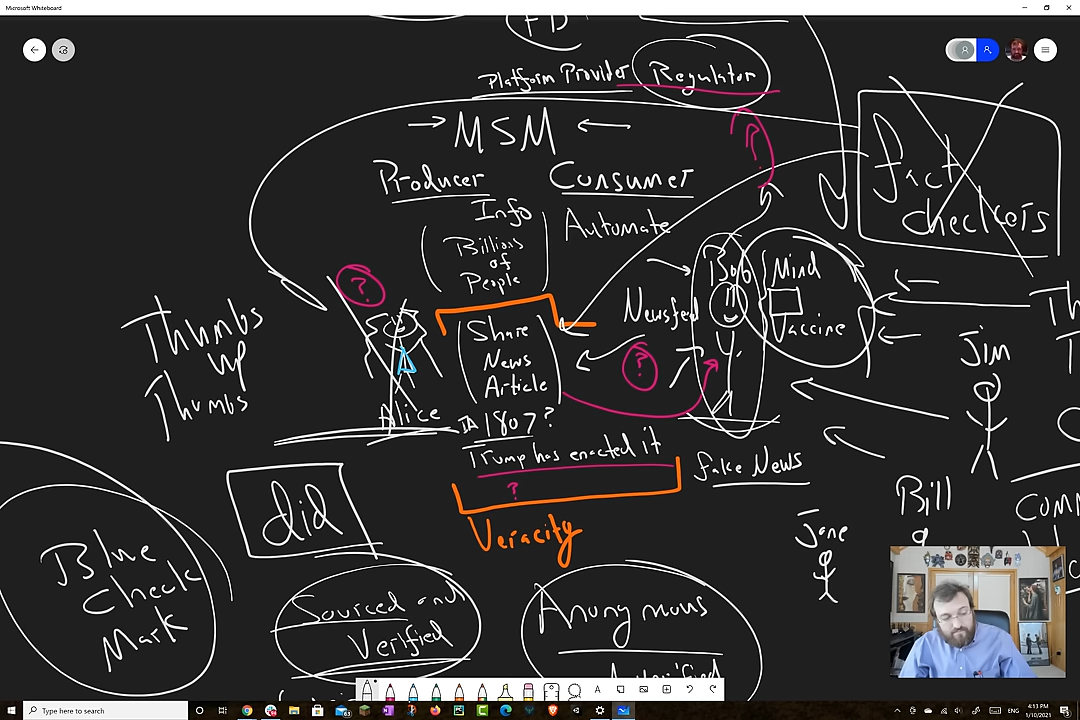 Microsoft Whiteboard
FD
Platform Provider
Regulator
→ MSM ←
Producer
Consumer
Info
Automate
(Billions
of
People)
fact
checkers
?
?
Bob
Mind
Vaccine
Newsfeed
Jim
Thumbs
up
Thumbs
Share
News
Article
?
Alice
IA 1807?
Trump has enacted it
?
fake News
Veracity
did
Bill
Jane
Blue
Check
Mark
Sourced and
Verified
Anonymous
Type here to search
4:13 PM
1/10/2021